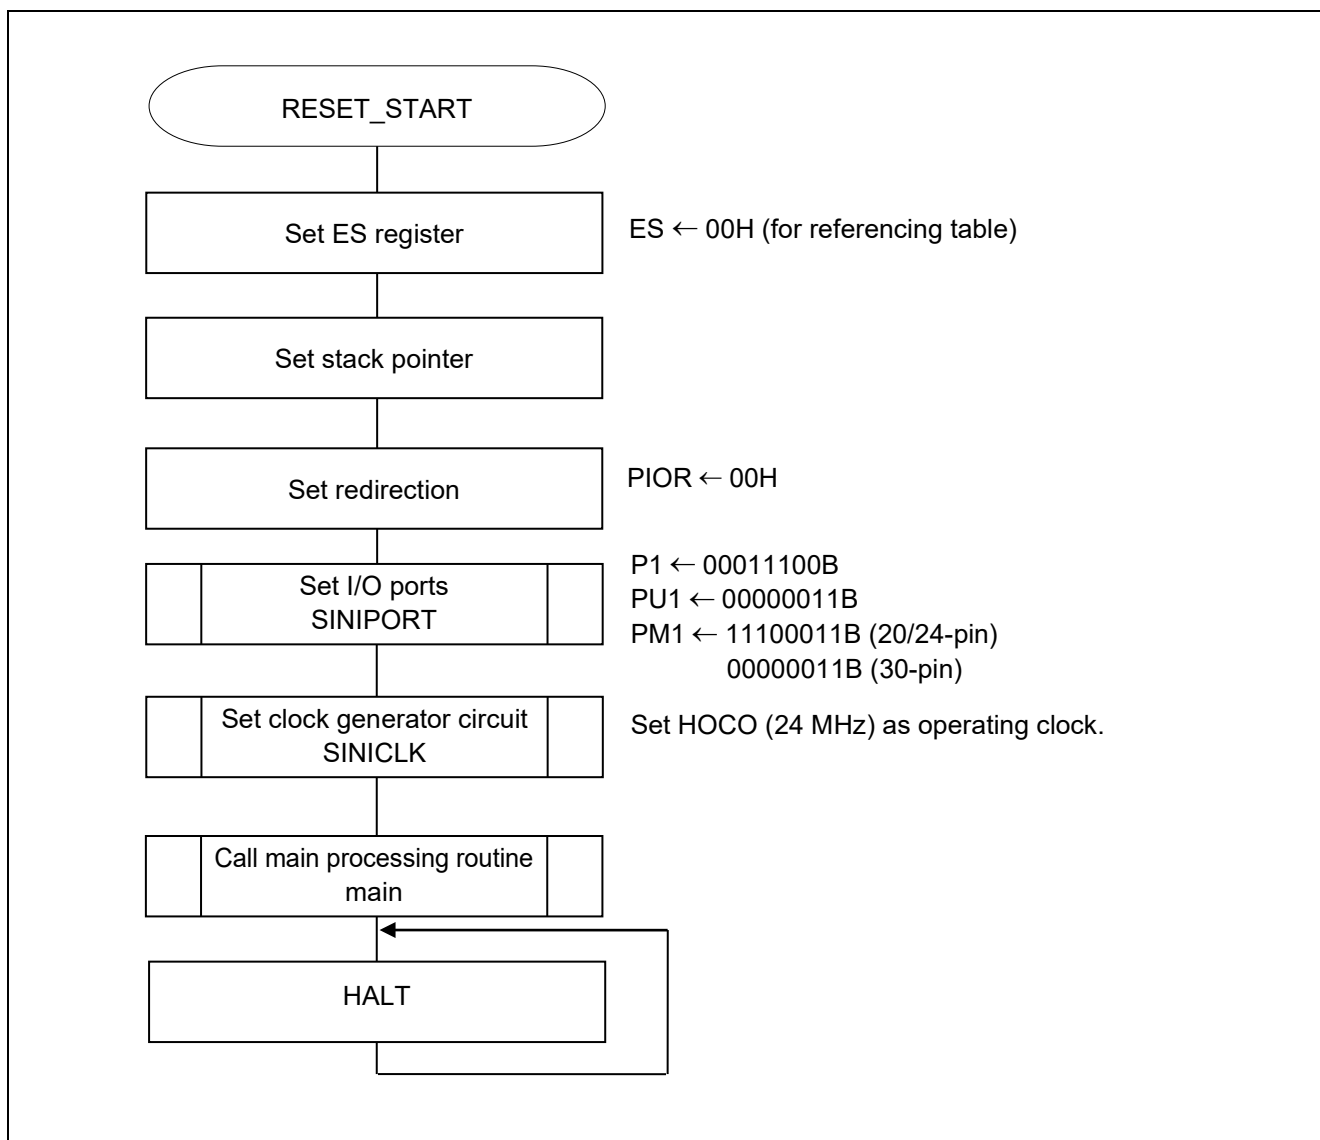 RESET_START
Set ES register
ES ← 00H (for referencing table)
Set stack pointer
Set redirection
PIOR ← 00H
Set I/O ports
SINIPORT
P1 ← 00011100B
PU1 ← 00000011B
PM1 ← 11100011B (20/24-pin)
00000011B (30-pin)
Set clock generator circuit
SINICLK
Set HOCO (24 MHz) as operating clock.
Call main processing routine
main
HALT